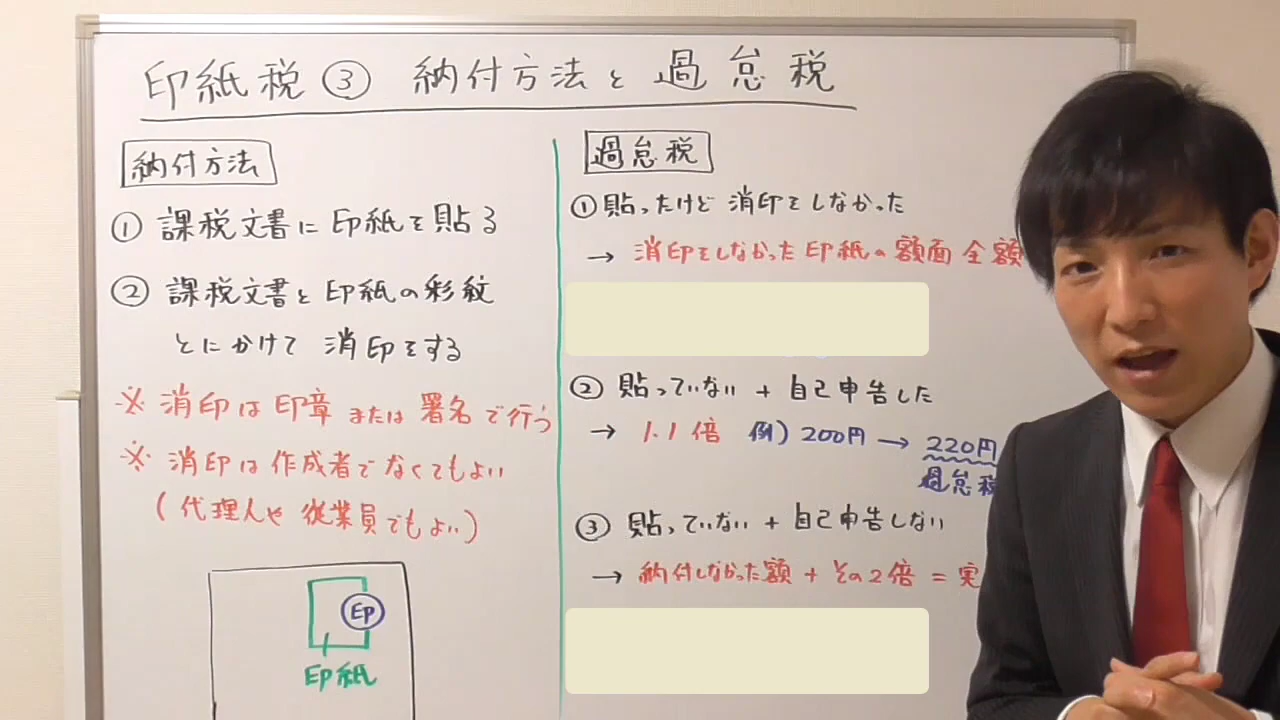 印紙税③ 納付方法と過怠税
納付方法
① 課税文書に印紙を貼る
② 課税文書と印紙の彩紋
とにかけて 消印をする
※ 消印は印章または署名で行う
※ 消印は作成者でなくてもよい
(代理人や従業員でもよい)
印
印紙
過怠税
① 貼ったけど消印をしなかった
→ 消印をしなかった印紙の額面全額
② 貼っていない + 自己申告した
→ 1.1倍 例) 200円 → 220円
過怠税
③ 貼っていない + 自己申告しない
→ 納付しなかった額 + その2倍 = 実